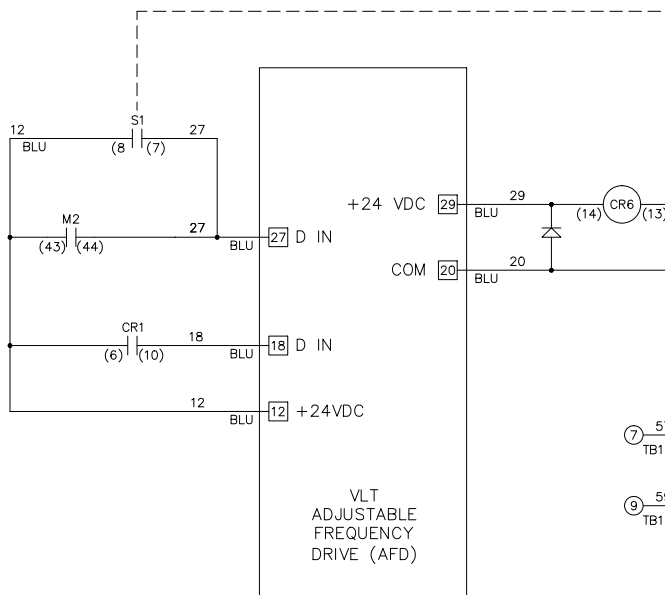 S1
12
BLU
(8
(7)
27
M2
(43)
(44)
27
BLU
27
D IN
+24 VDC
29
29
BLU
(14)
CR6
(13)
COM
20
20
BLU
CR1
(6)
(10)
18
BLU
18
D IN
12
BLU
12
+24VDC
7
57
TB1
9
59
TB1
VLT
ADJUSTABLE
FREQUENCY
DRIVE (AFD)